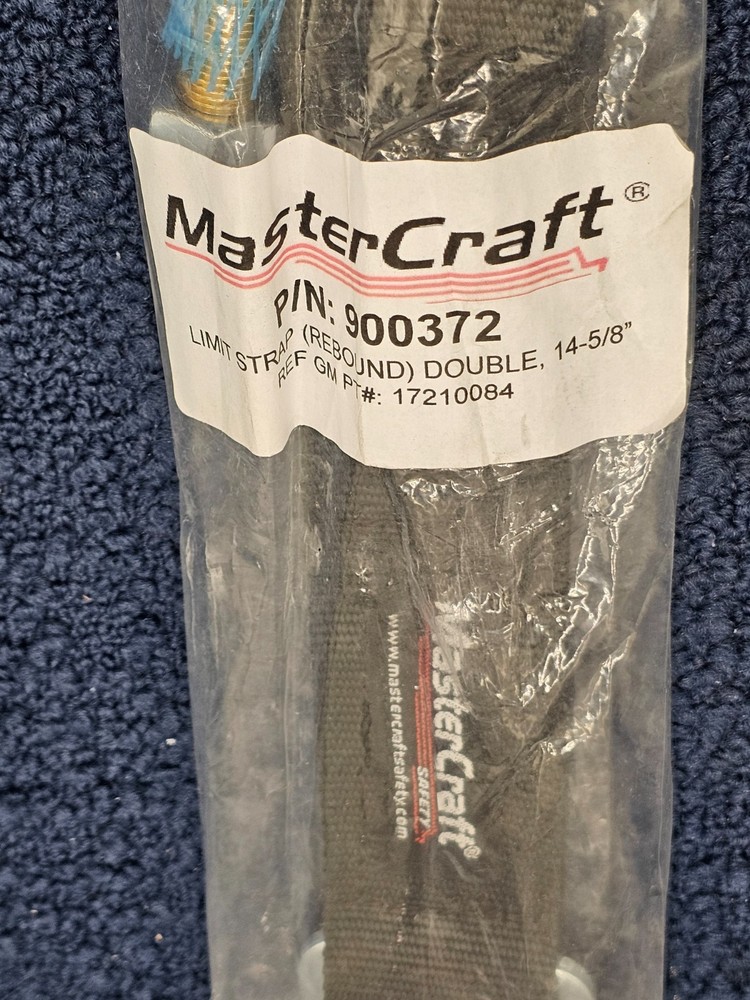 MasterCraft®
P/N: 900372
LIMIT STRAP (REBOUND) DOUBLE, 14-5/8”
REF GM PT#: 17210084
MasterCraft®
SAFETY
www.mastercraftsafety.com